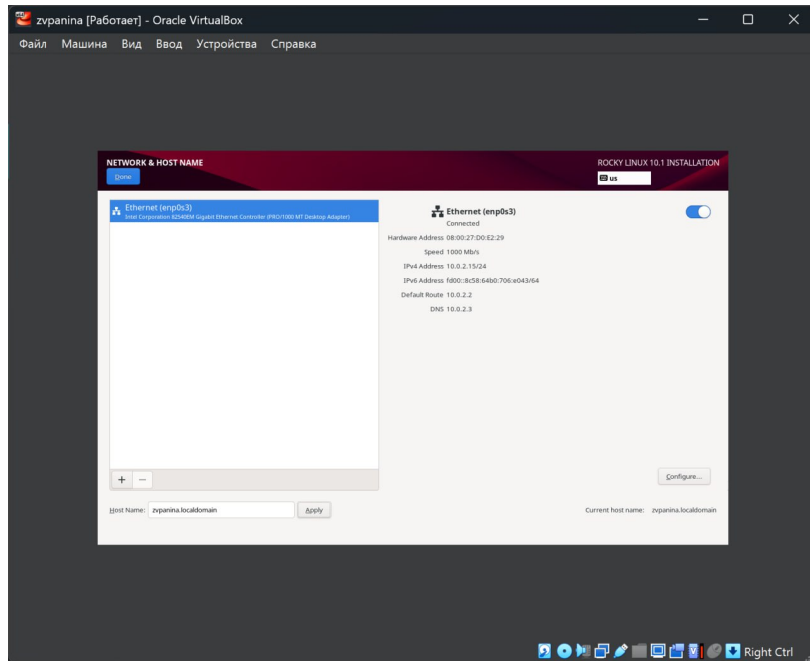 zvpanina [Работает] - Oracle VirtualBox
Файл Машина Вид Ввод Устройства Справка
NETWORK & HOST NAME
ROCKY LINUX 10.1 INSTALLATION
Done
us
Ethernet (enp0s3)
Intel Corporation 82540EM Gigabit Ethernet Controller (PRO/1000 MT Desktop Adapter)
Ethernet (enp0s3)
Connected
Hardware Address 08:00:27:D0:E2:29
Speed 1000 Mb/s
IPv4 Address 10.0.2.15/24
IPv6 Address fd00::8c58:64b0:706:e043/64
Default Route 10.0.2.2
DNS 10.0.2.3
+ −
Configure...
Host Name: zvpanina.localdomain Apply
Current host name: zvpanina.localdomain
Right Ctrl